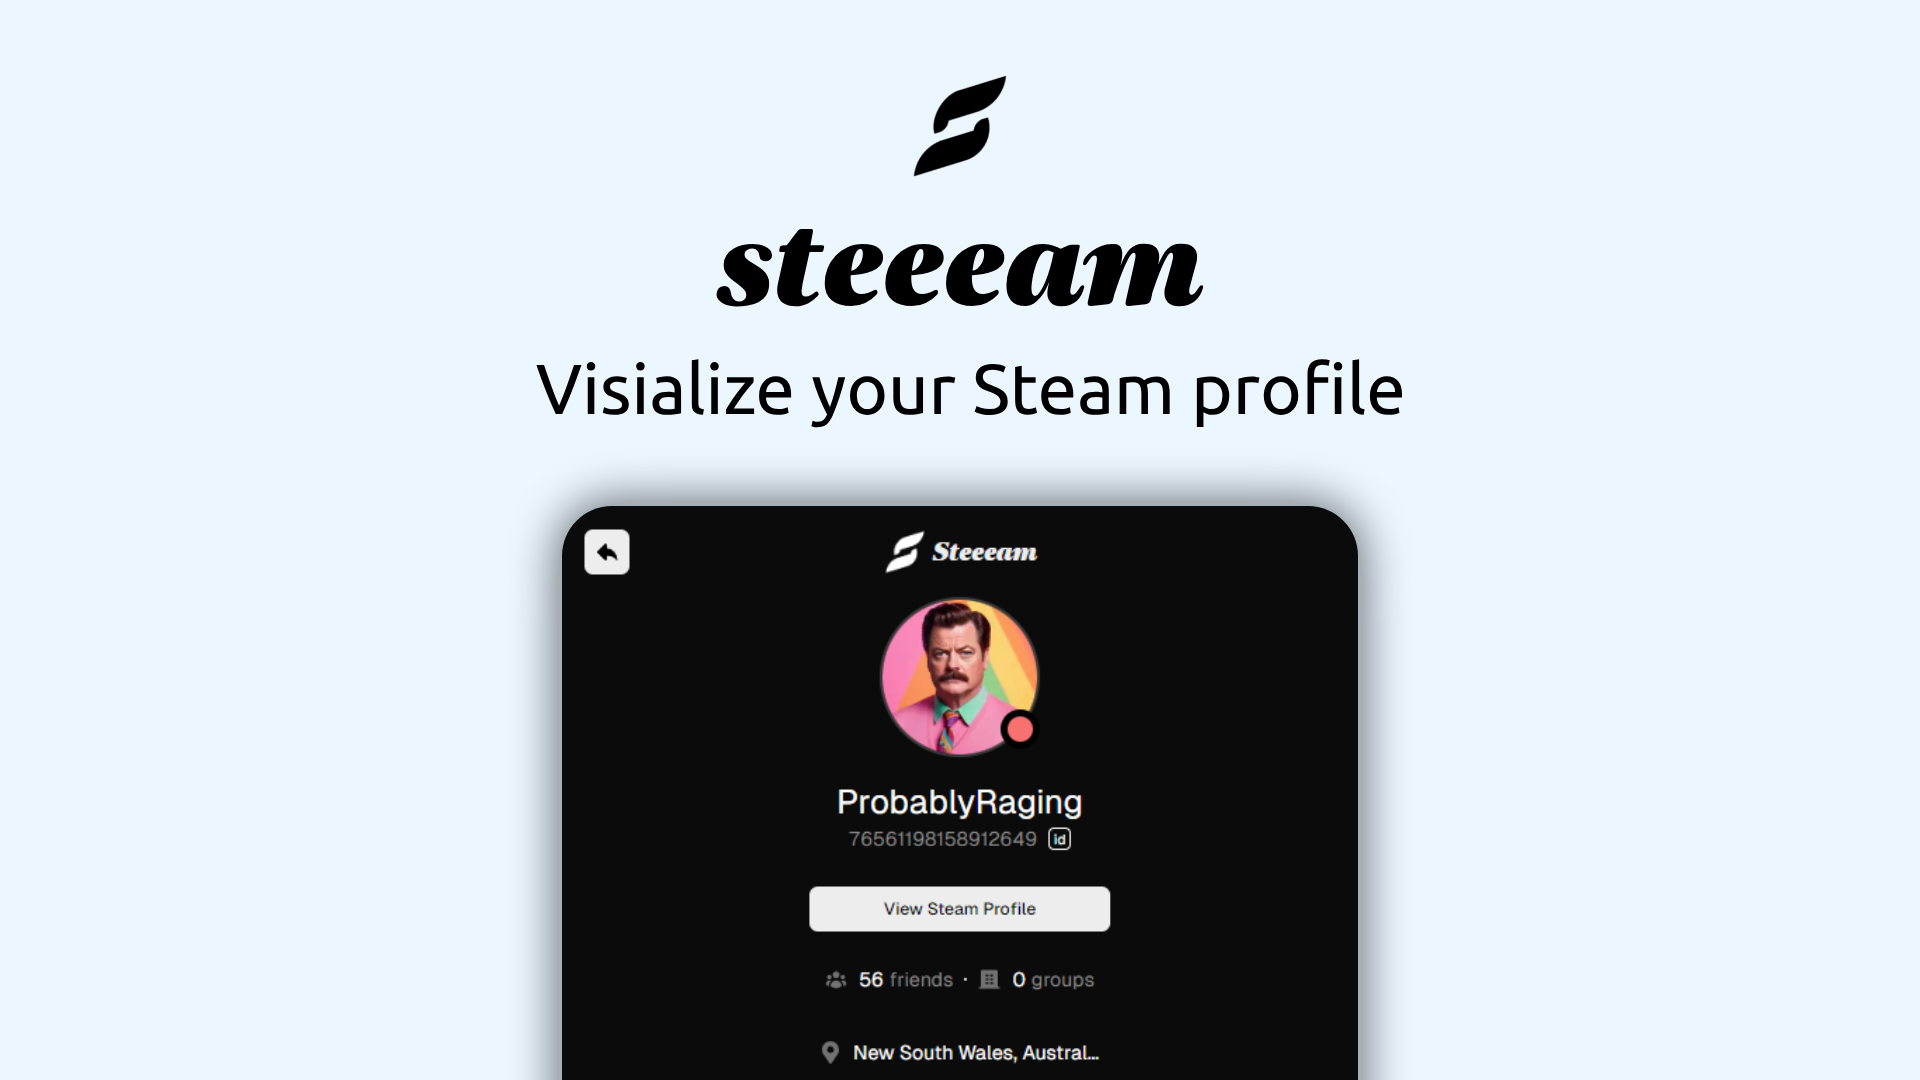 steeeam
Visialize your Steam profile
Steeeam
ProbablyRaging
76561198158912649 id
View Steam Profile
56 friends · 0 groups
New South Wales, Austral...